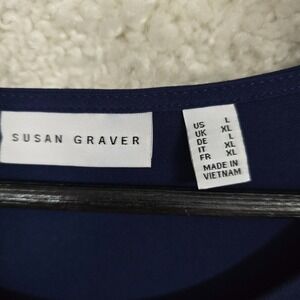 SUSAN GRAVER
US L
UK XL
DE L
IT XL
FR XL
MADE IN
VIETNAM